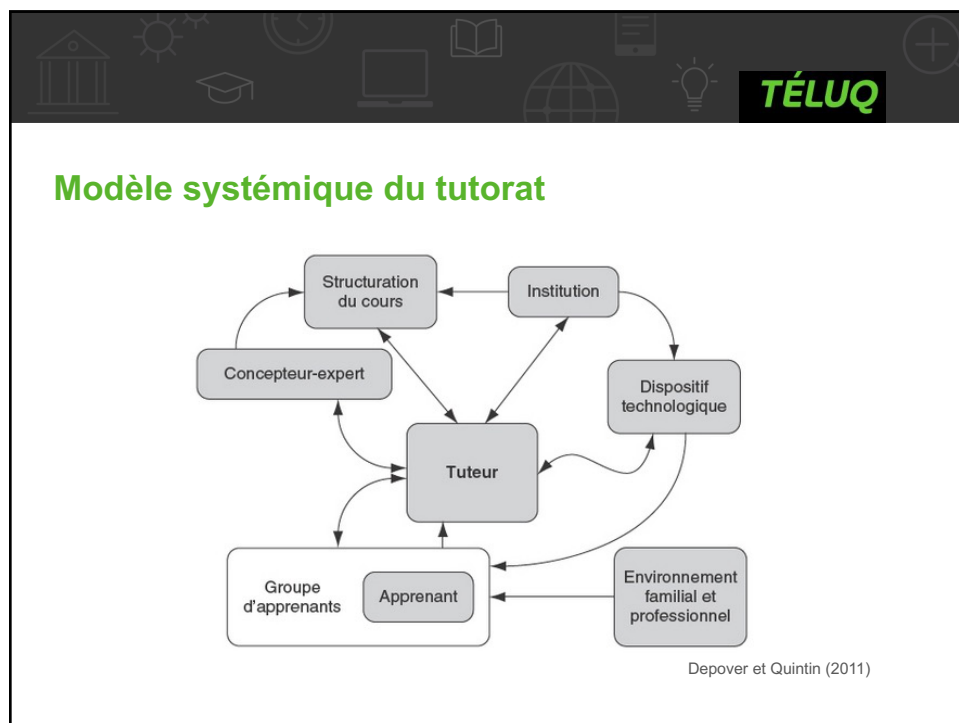 TÉLUQ
Modèle systémique du tutorat
Structuration
du cours
Institution
Concepteur-expert
Dispositif
technologique
Tuteur
Groupe
d'apprenants
Apprenant
Environnement
familial et
professionnel
Depover et Quintin (2011)